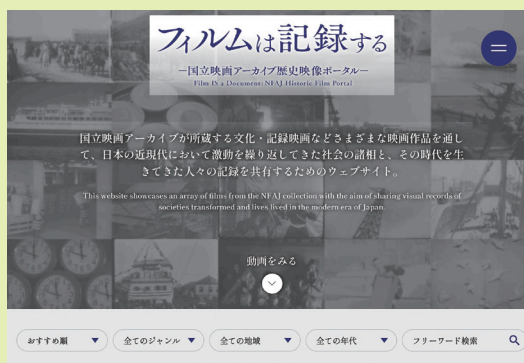 フィルムは記録する
―国立映画アーカイブ歴史映像ポータル―
Film IS a Document: NFAJ Historic Film Portal
国立映画アーカイブが所蔵する文化・記録映画などさまざまな映画作品を通し
て、日本の近現代において激動を繰り返してきた社会の諸相と、その時代を生
きてきた人々の記録を共有するためのウェブサイト。
This website showcases an array of films from the NFAJ collection with the aim of sharing visual records of
societies transformed and lives lived in the modern era of Japan.
動画をみる
おすすめ順
全てのジャンル
全ての地域
全ての年代
フリーワード検索